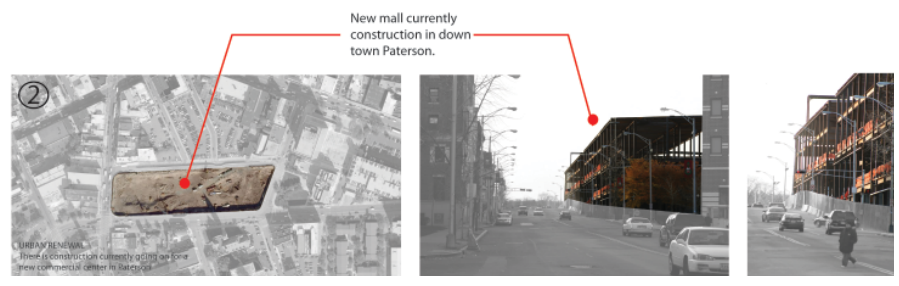 New mall currently
construction in down
town Paterson.
2
URBAN RENEWAL
There is construction currently going on for a
new commercial center in Paterson